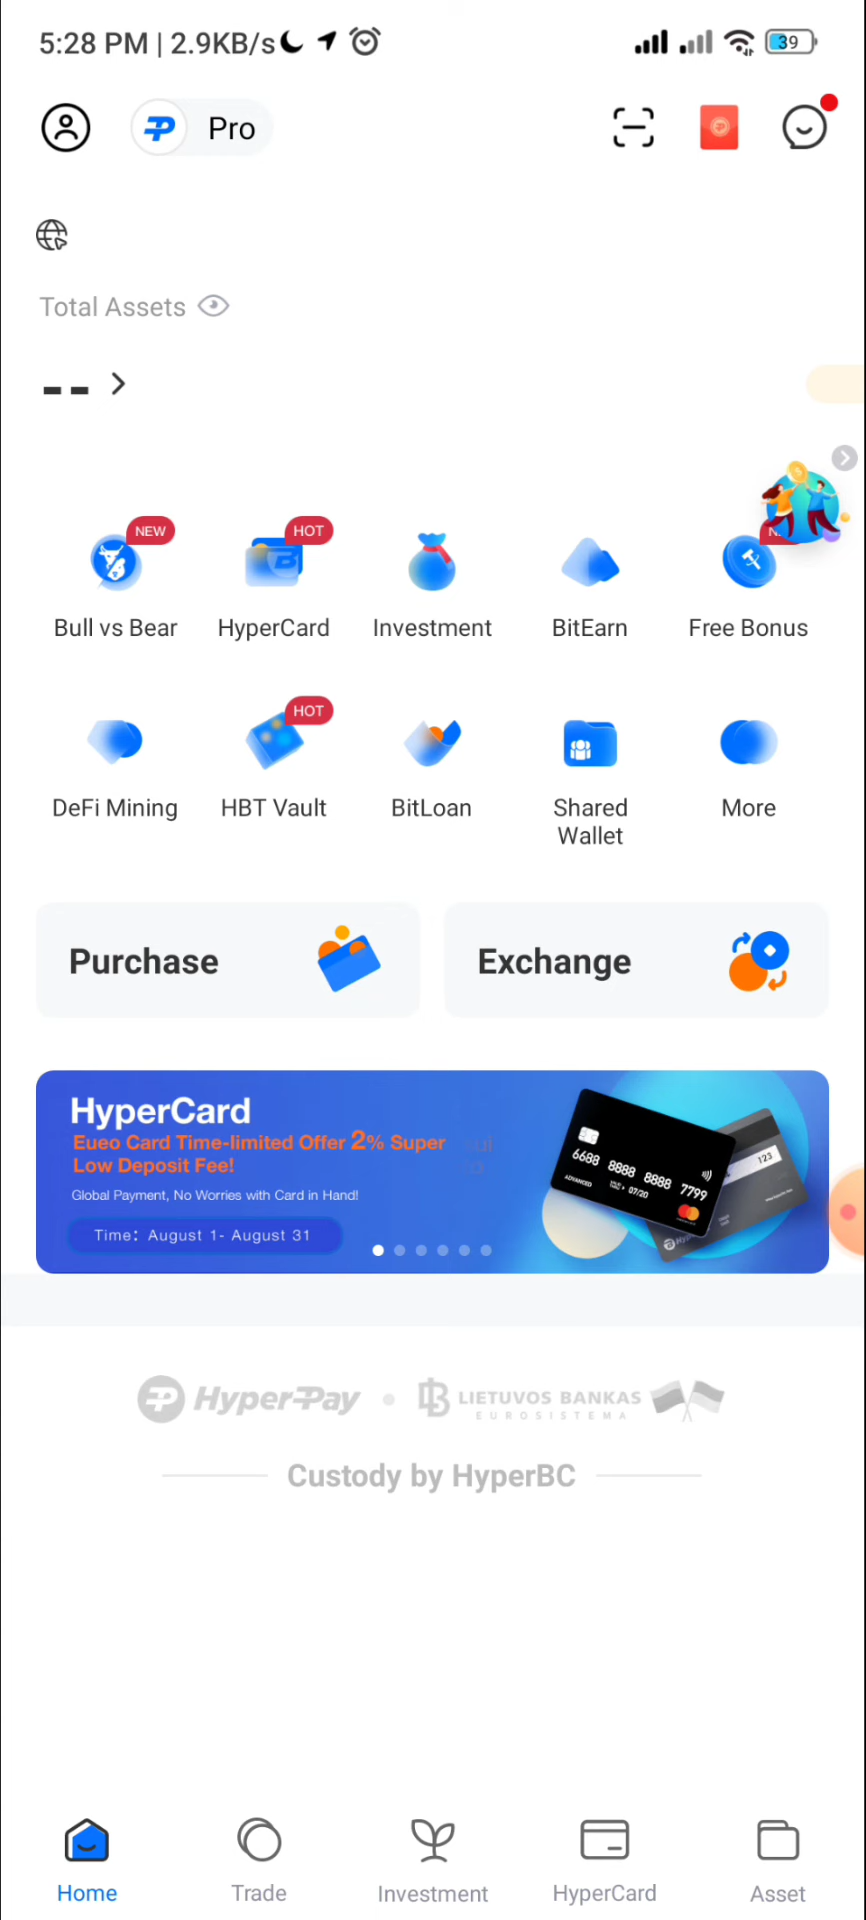 5:28 PM | 2.9KB/s
39
Pro
Total Assets
--
NEW
HOT
Bull vs Bear
HyperCard
Investment
BitEarn
Free Bonus
HOT
DeFi Mining
HBT Vault
BitLoan
Shared
Wallet
More
Purchase
Exchange
HyperCard
Eueo Card Time-limited Offer 2% Super
Low Deposit Fee!
Global Payment, No Worries with Card in Hand!
Time: August 1- August 31
6688 8888 8888 7799
ADVANCED
07/20
123
HyperPay
LIETUVOS BANKAS
EUROSISTEMA
Custody by HyperBC
Home
Trade
Investment
HyperCard
Asset